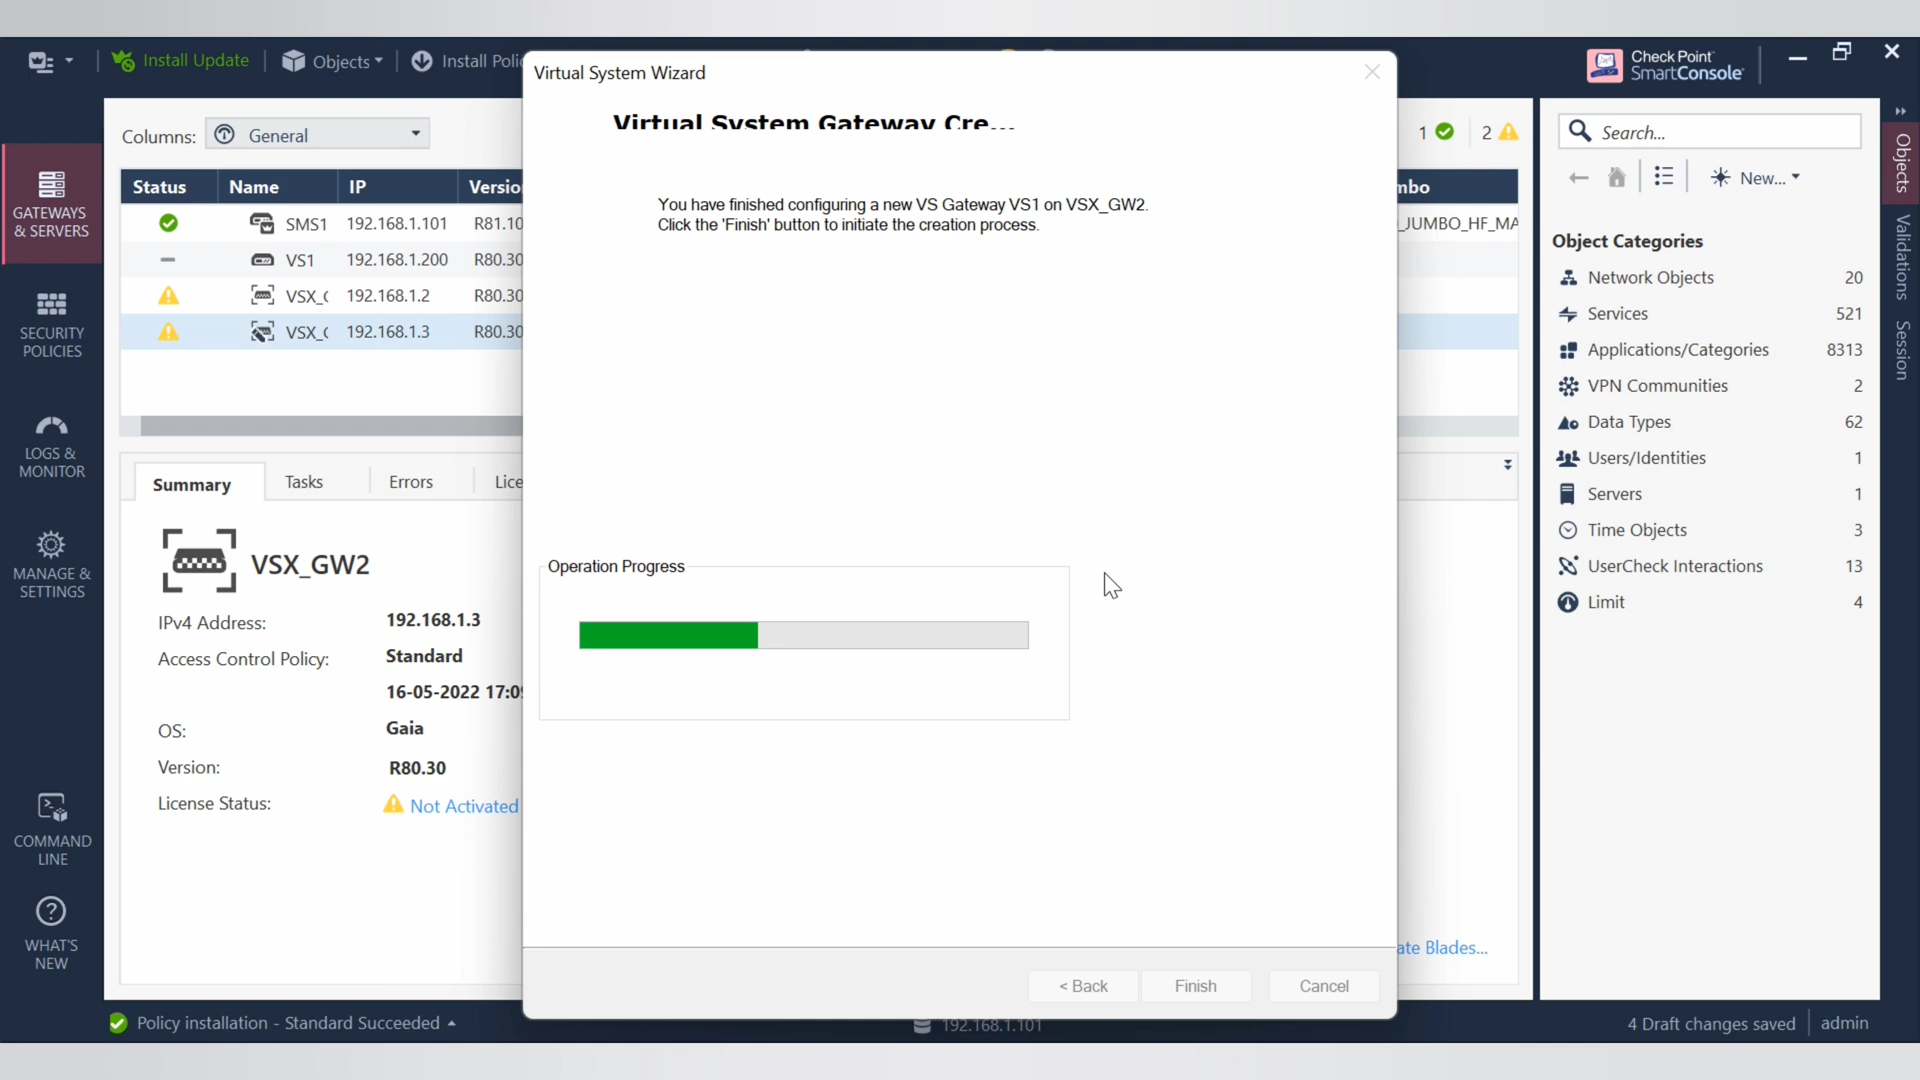 Install Update
Objects
Install Polic
Check Point
SmartConsole
Virtual System Wizard
Virtual System Gateway Cre...
You have finished configuring a new VS Gateway VS1 on VSX_GW2.
Click the 'Finish' button to initiate the creation process.
Operation Progress
< Back
Finish
Cancel
GATEWAYS
& SERVERS
SECURITY
POLICIES
LOGS &
MONITOR
MANAGE &
SETTINGS
COMMAND
LINE
WHAT'S
NEW
Columns:
General
1
2
Status Name IP Versio mbo
SMS1 192.168.1.101 R81.10 _JUMBO_HF_MA
VS1 192.168.1.200 R80.30
VSX_( 192.168.1.2 R80.30
VSX_( 192.168.1.3 R80.30
Summary Tasks Errors Lice
VSX_GW2
IPv4 Address: 192.168.1.3
Access Control Policy: Standard
16-05-2022 17:09
OS: Gaia
Version: R80.30
License Status: Not Activated
ate Blades...
Search...
New...
Object Categories
Network Objects 20
Services 521
Applications/Categories 8313
VPN Communities 2
Data Types 62
Users/Identities 1
Servers 1
Time Objects 3
UserCheck Interactions 13
Limit 4
Objects
Validations
Session
Policy installation - Standard Succeeded
192.168.1.101
4 Draft changes saved
admin